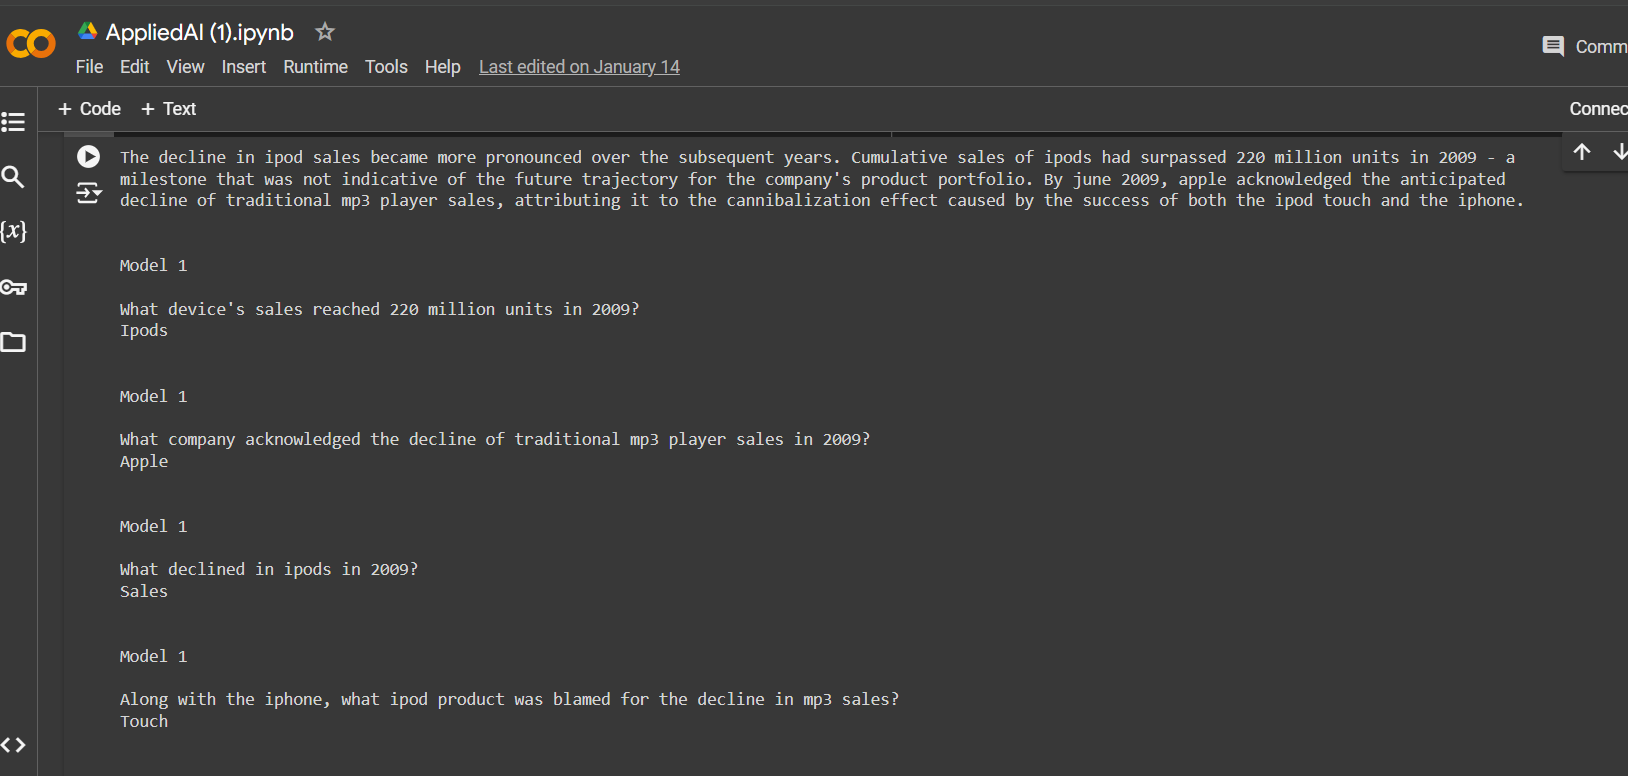 AppliedAI (1).ipynb
File Edit View Insert Runtime Tools Help Last edited on January 14
Comm
+ Code + Text
Connec
The decline in ipod sales became more pronounced over the subsequent years. Cumulative sales of ipods had surpassed 220 million units in 2009 - a
milestone that was not indicative of the future trajectory for the company's product portfolio. By june 2009, apple acknowledged the anticipated
decline of traditional mp3 player sales, attributing it to the cannibalization effect caused by the success of both the ipod touch and the iphone.
{x}
Model 1
What device's sales reached 220 million units in 2009?
Ipods
Model 1
What company acknowledged the decline of traditional mp3 player sales in 2009?
Apple
Model 1
What declined in ipods in 2009?
Sales
Model 1
Along with the iphone, what ipod product was blamed for the decline in mp3 sales?
Touch